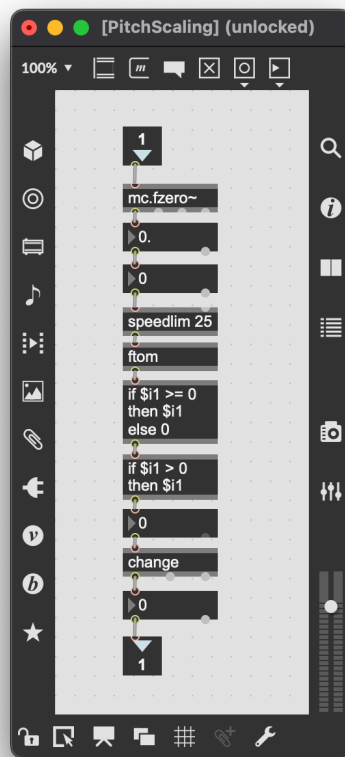 [PitchScaling] (unlocked)
100%
m
1
mc.fzero~
0.
i
0
speedlim 25
ftom
if $i1 >= 0
then $i1
else 0
if $i1 > 0
then $i1
0
v
change
b
0
1